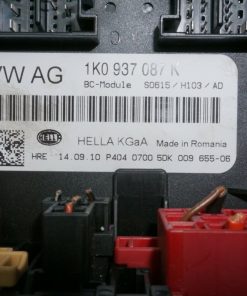 VW AG
1K0 937 087 K
BC-Module S0615/H103/AD
HELLA
HELLA KGaA Made in Romania
HRE 14.09.10 P404 0700 5DK 009 655-06